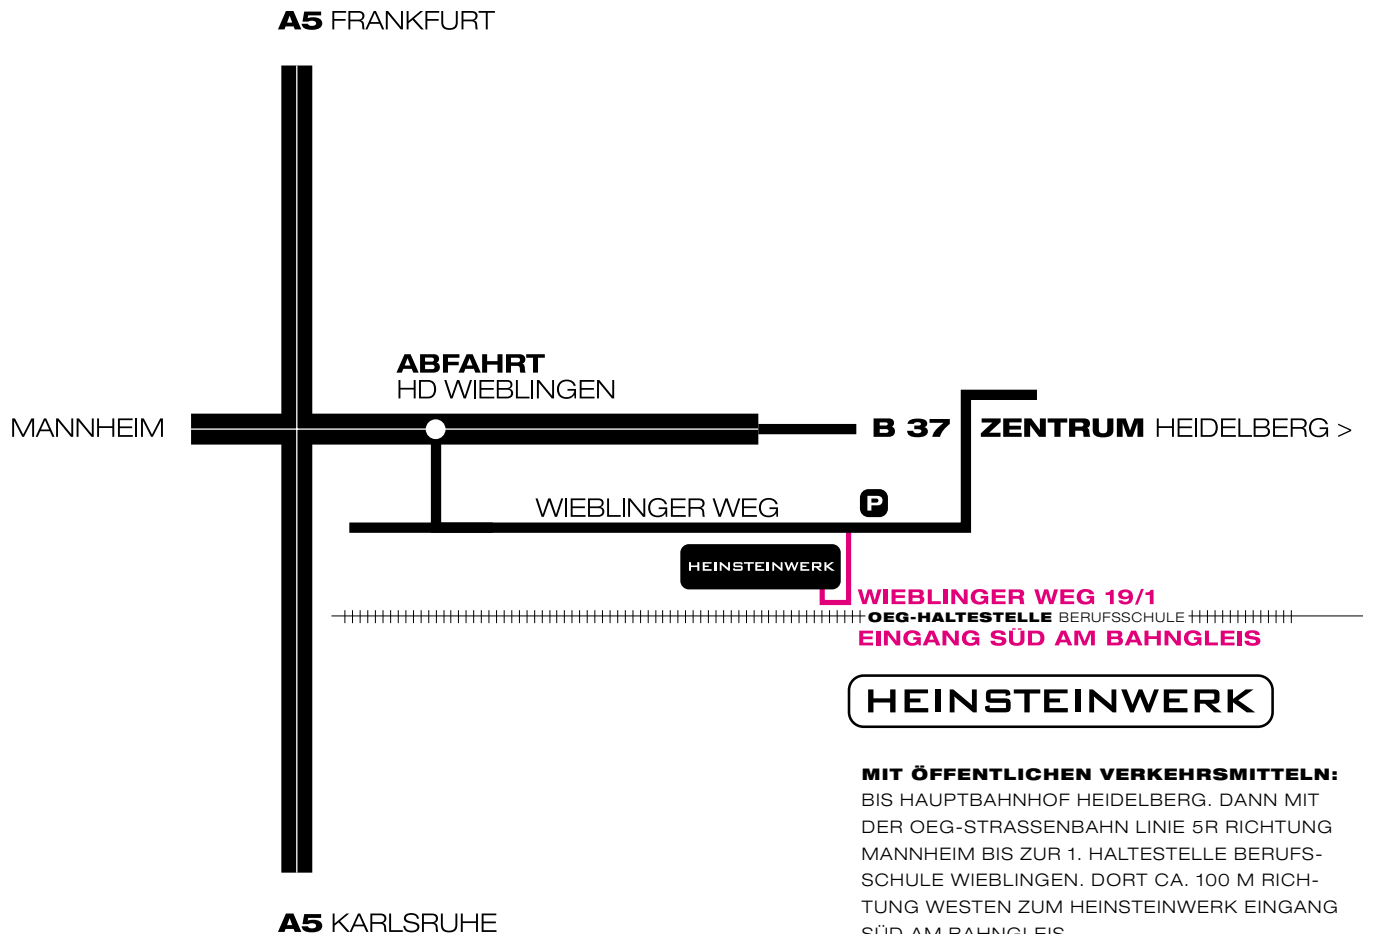 A5 FRANKFURT
ABFAHRT
HD WIEBLINGEN
MANNHEIM
B 37
ZENTRUM HEIDELBERG >
WIEBLINGER WEG
P
HEINSTEINWERK
WIEBLINGER WEG 19/1
OEG-HALTESTELLE BERUFSSCHULE
EINGANG SÜD AM BAHNGLEIS
HEINSTEINWERK
MIT ÖFFENTLICHEN VERKEHRSMITTELN:
BIS HAUPTBAHNHOF HEIDELBERG. DANN MIT
DER OEG-STRASSENBAHN LINIE 5R RICHTUNG
MANNHEIM BIS ZUR 1. HALTESTELLE BERUFS-
SCHULE WIEBLINGEN. DORT CA. 100 M RICH-
TUNG WESTEN ZUM HEINSTEINWERK EINGANG
SÜD AM BAHNGLEIS
A5 KARLSRUHE